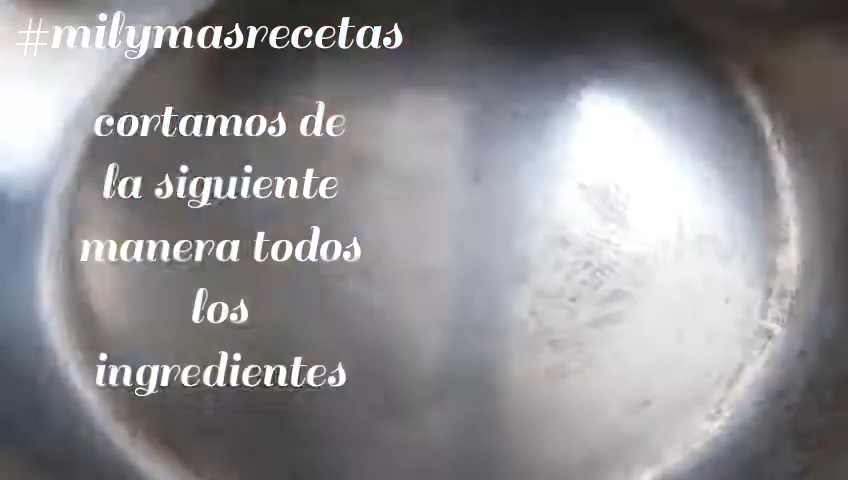 #milymasrecetas
cortamos de
la siguiente
manera todos
los
ingredientes